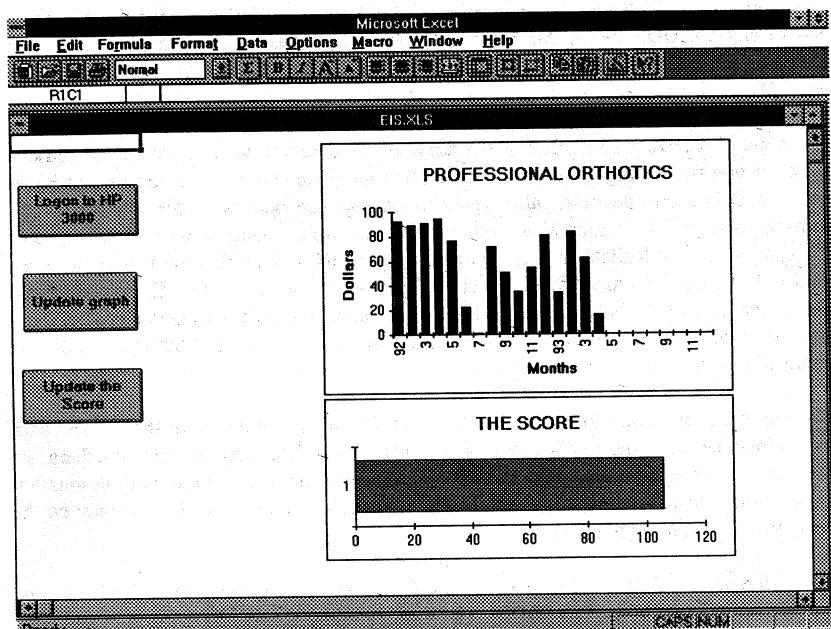 Microsoft Excel
File Edit Formula Format Data Options Macro Window Help
Normal Σ B I A A
R1C1
EIS.XLS
Logon to HP
3000
Update graph
Update the
Score
PROFESSIONAL ORTHOTICS
Dollars
100
80
60
40
20
0
92 3 5 7 9 11 93 3 5 7 9 11
Months
THE SCORE
1
0 20 40 60 80 100 120
CAPS NUM